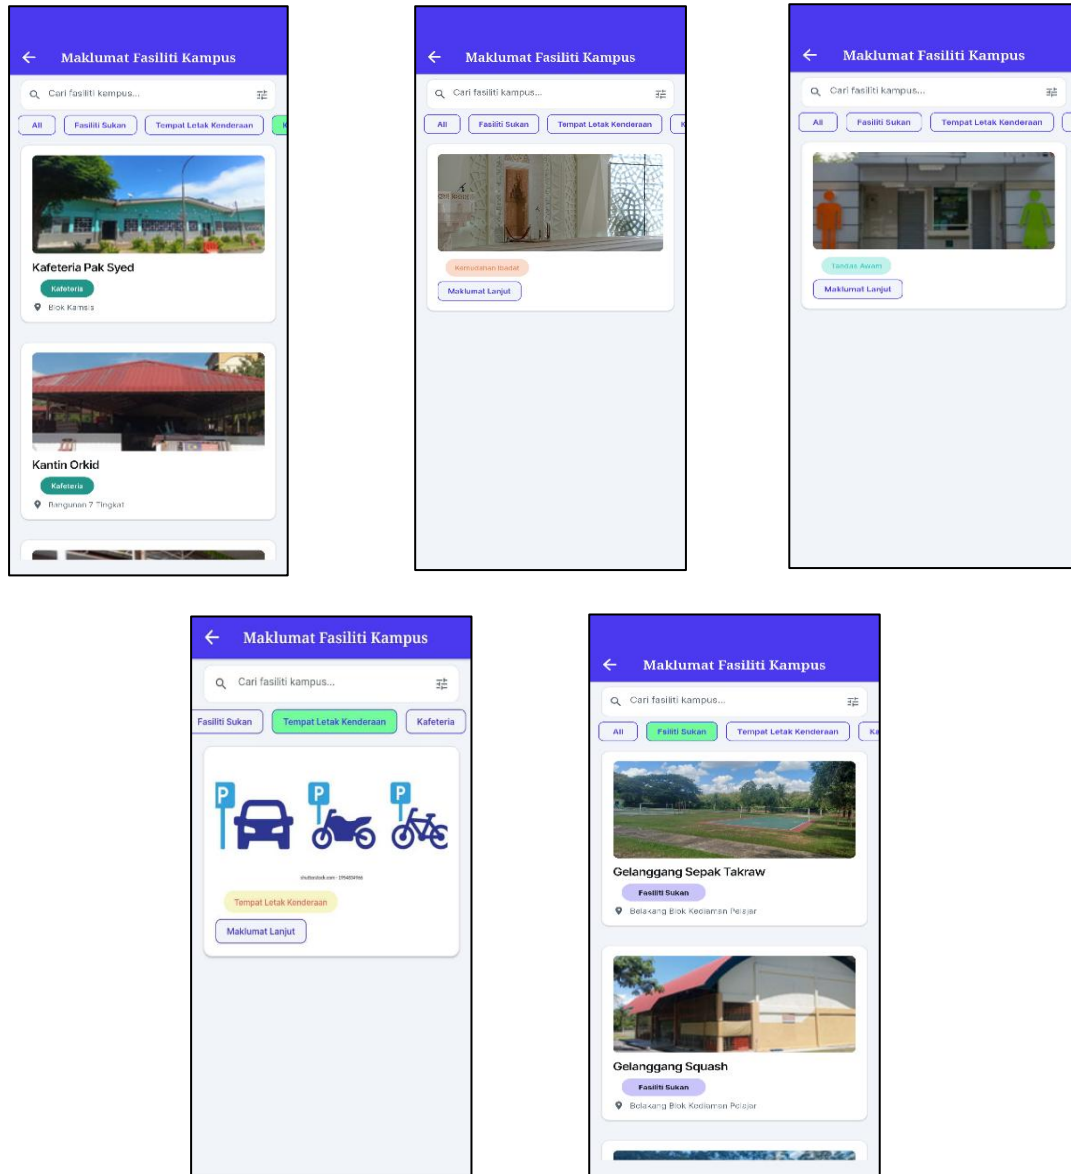 Maklumat Fasiliti Kampus
Cari fasiliti kampus...
All Fasiliti Sukan Tempat Letak Kenderaan K
Kafeteria Pak Syed
Kafeteria
Blok Kamsis
Kantin Orkid
Kafeteria
Bangunan 7 Tingkat
Maklumat Fasiliti Kampus
Cari fasiliti kampus...
All Fasiliti Sukan Tempat Letak Kenderaan K
Kemudahan Ibadat
Maklumat Lanjut
Maklumat Fasiliti Kampus
Cari fasiliti kampus...
All Fasiliti Sukan Tempat Letak Kenderaan
Tandas Awam
Maklumat Lanjut
Maklumat Fasiliti Kampus
Cari fasiliti kampus...
Fasiliti Sukan Tempat Letak Kenderaan Kafeteria
P P P
Tempat Letak Kenderaan
Maklumat Lanjut
Maklumat Fasiliti Kampus
Cari fasiliti kampus...
All Fsiliti Sukan Tempat Letak Kenderaan Ka
Gelanggang Sepak Takraw
Fasiliti Sukan
Belakang Blok Kediaman Pelajar
Gelanggang Squash
Fasiliti Sukan
Belakang Blok Kediaman Pelajar